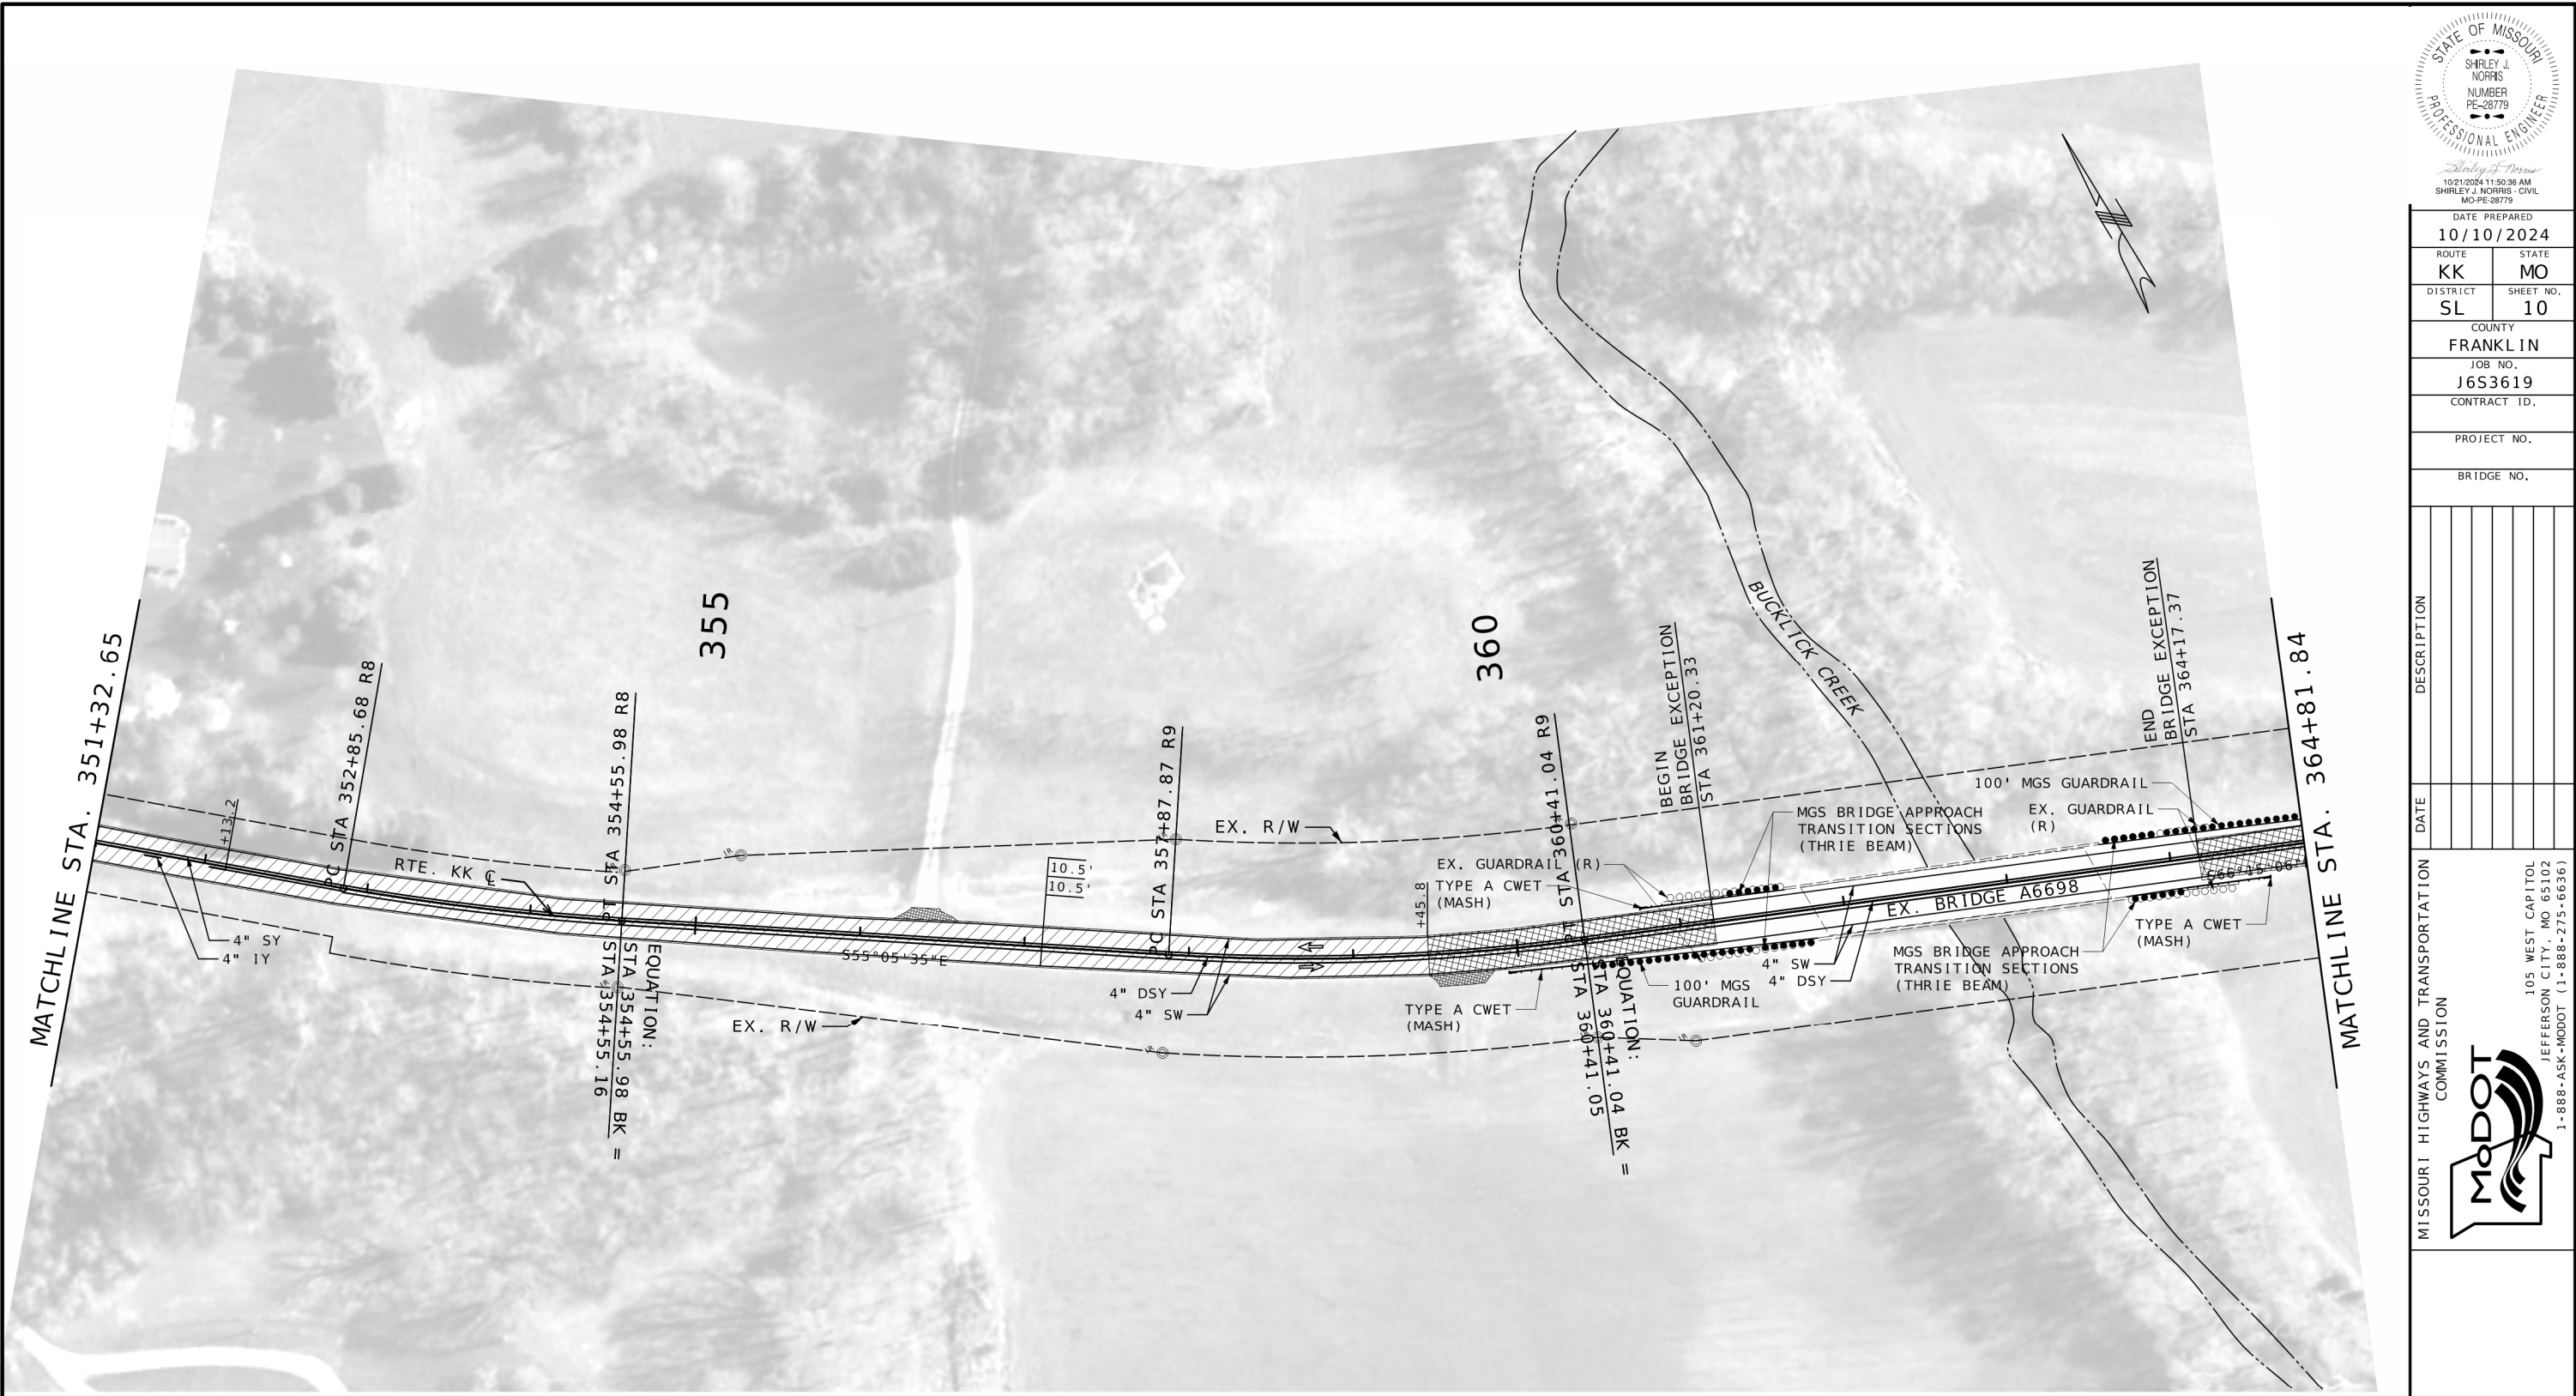 MATCHLINE STA. 351+32.65
+13.2
PC STA 352+85.68 R8
RTE. KK ℄
4" SY
4" IY
PT STA 354+55.98 R8
EQUATION:
STA 354+55.98 BK =
STA 354+55.16
355
S55°05'35"E
EX. R/W
10.5'
10.5'
PC STA 357+87.87 R9
4" DSY
4" SW
EX. R/W
360
+45.8
EX. GUARDRAIL (R)
TYPE A CWET
(MASH)
TYPE A CWET
(MASH)
PT STA 360+41.04 R9
EQUATION:
STA 360+41.04 BK =
STA 360+41.05
BEGIN
BRIDGE EXCEPTION
STA 361+20.33
100' MGS
GUARDRAIL
MGS BRIDGE APPROACH
TRANSITION SECTIONS
(THRIE BEAM)
4" SW
4" DSY
BUCKLICK CREEK
EX. BRIDGE A6698
MGS BRIDGE APPROACH
TRANSITION SECTIONS
(THRIE BEAM)
100' MGS GUARDRAIL
EX. GUARDRAIL
(R)
TYPE A CWET
(MASH)
END
BRIDGE EXCEPTION
STA 364+17.37
MATCHLINE STA. 364+81.84
STATE OF MISSOURI
SHIRLEY J.
NORRIS
NUMBER
PE-28779
PROFESSIONAL ENGINEER
Shirley J. Norris
10/21/2024 11:50:36 AM
SHIRLEY J. NORRIS - CIVIL
MO-PE-28779
DATE PREPARED
10/10/2024
ROUTE
KK
STATE
MO
DISTRICT
SL
SHEET NO.
10
COUNTY
FRANKLIN
JOB NO.
J6S3619
CONTRACT ID.
PROJECT NO.
BRIDGE NO.
DESCRIPTION
DATE
MISSOURI HIGHWAYS AND TRANSPORTATION
COMMISSION
MoDOT
105 WEST CAPITOL
JEFFERSON CITY, MO 65102
1-888-ASK-MODOT (1-888-275-6636)